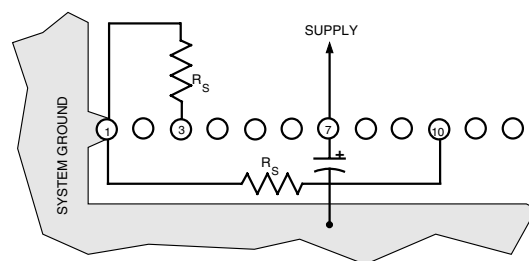 SUPPLY
R S
SYSTEM GROUND
1 3 7 10
+
R S